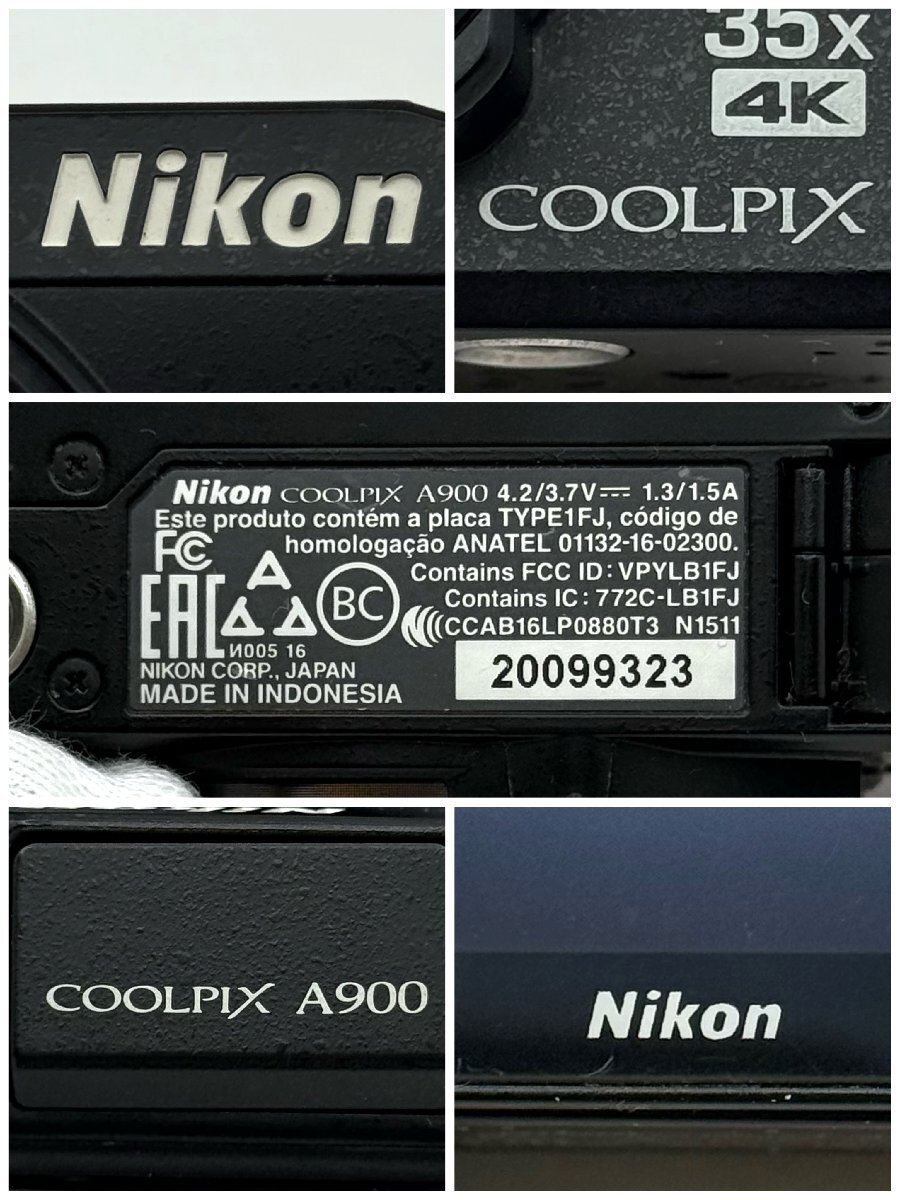 Nikon
35x
4K
COOLPIX
Nikon COOLPIX A900 4.2/3.7V 1.3/1.5A
Este produto contém a placa TYPE1FJ, código de
homologação ANATEL 01132-16-02300.
FC
Contains FCC ID: VPYLB1FJ
EAC
BC
Contains IC: 772C-LB1FJ
CCAB16LP0880T3 N1511
И005 16
NIKON CORP., JAPAN
MADE IN INDONESIA
20099323
COOLPIX A900
Nikon